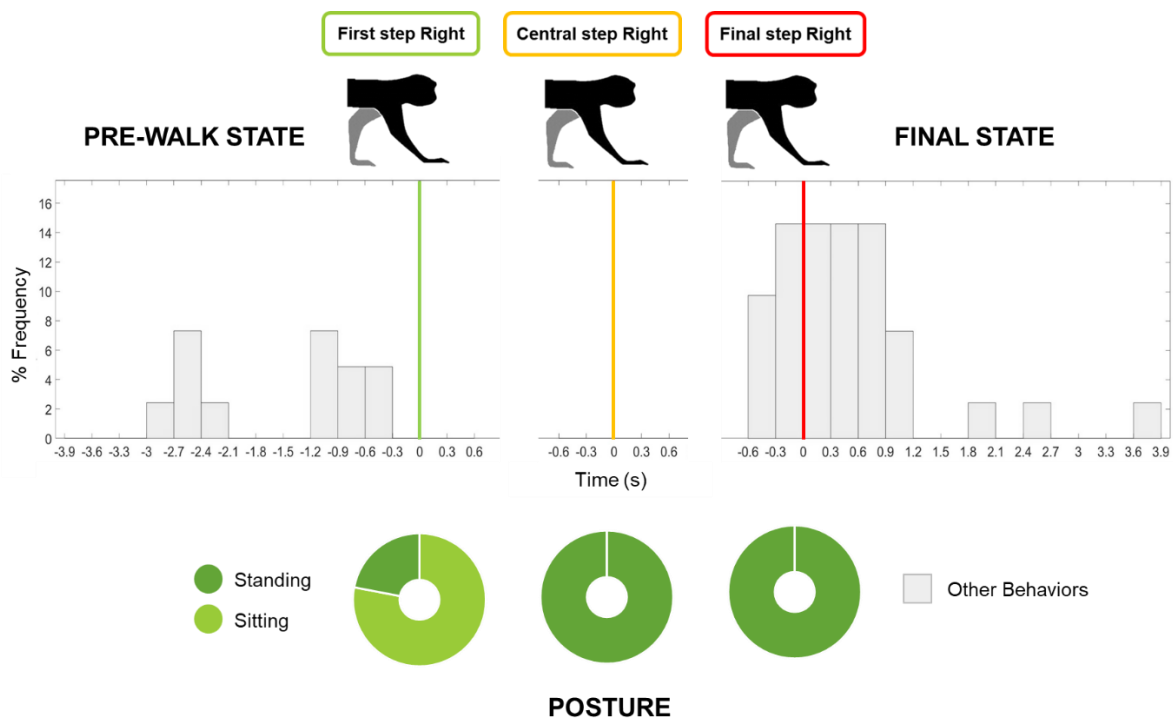 First step Right
Central step Right
Final step Right
PRE-WALK STATE
FINAL STATE
% Frequency
16
14
12
10
8
6
4
2
0
-3.9 -3.6 -3.3 -3 -2.7 -2.4 -2.1 -1.8 -1.5 -1.2 -0.9 -0.6 -0.3 0 0.3 0.6
-0.6 -0.3 0 0.3 0.6
-0.6 -0.3 0 0.3 0.6 0.9 1.2 1.5 1.8 2.1 2.4 2.7 3 3.3 3.6 3.9
Time (s)
Standing
Sitting
Other Behaviors
POSTURE